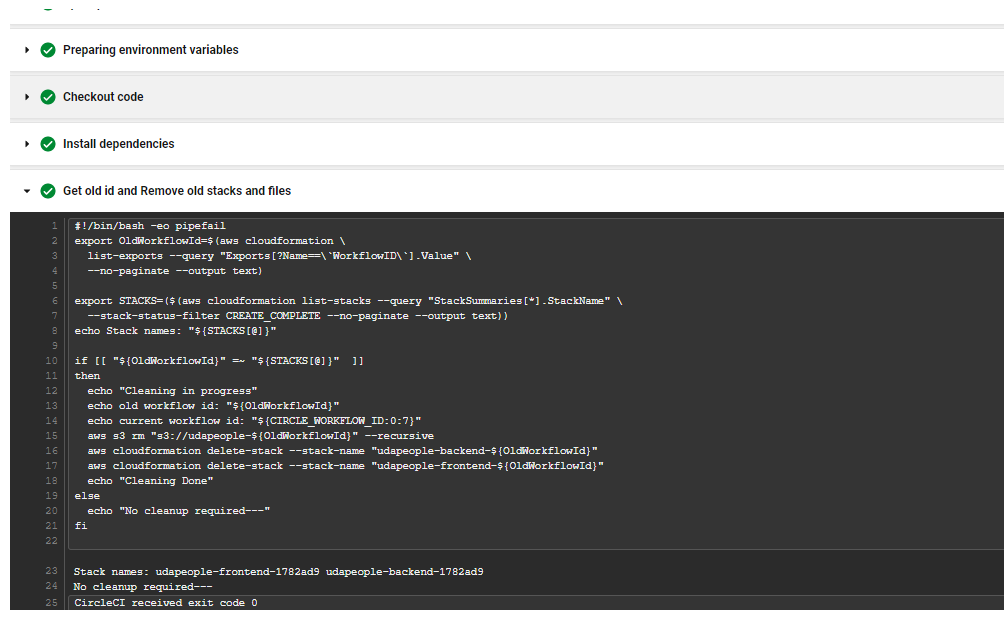 Preparing environment variables
Checkout code
Install dependencies
Get old id and Remove old stacks and files
1 #!/bin/bash -eo pipefail
2 export OldWorkflowId=$(aws cloudformation \
3   list-exports --query "Exports[?Name==\`WorkflowID\`].Value" \
4   --no-paginate --output text)
5
6 export STACKS=($(aws cloudformation list-stacks --query "StackSummaries[*].StackName" \
7   --stack-status-filter CREATE_COMPLETE --no-paginate --output text))
8 echo Stack names: "${STACKS[@]}"
9
10 if [[ "${OldWorkflowId}" =~ "${STACKS[@]}"  ]]
11 then
12   echo "Cleaning in progress"
13   echo old workflow id: "${OldWorkflowId}"
14   echo current workflow id: "${CIRCLE_WORKFLOW_ID:0:7}"
15   aws s3 rm "s3://udapeople-${OldWorkflowId}" --recursive
16   aws cloudformation delete-stack --stack-name "udapeople-backend-${OldWorkflowId}"
17   aws cloudformation delete-stack --stack-name "udapeople-frontend-${OldWorkflowId}"
18   echo "Cleaning Done"
19 else
20   echo "No cleanup required---"
21 fi
22
23 Stack names: udapeople-frontend-1782ad9 udapeople-backend-1782ad9
24 No cleanup required---
25 CircleCI received exit code 0